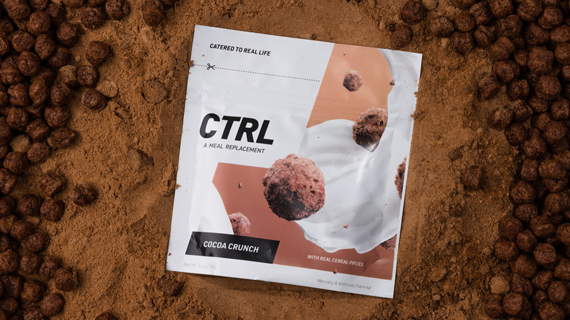 CATERED TO REAL LIFE
CTRL
A MEAL REPLACEMENT
COCOA CRUNCH
WITH REAL CEREAL PIECES